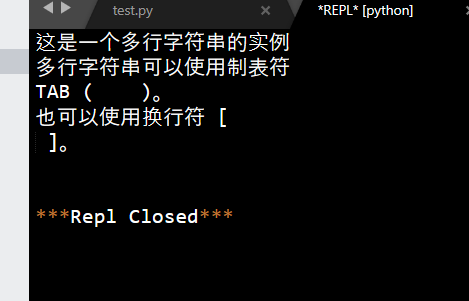 test.py
*REPL* [python]
这是一个多行字符串的实例
多行字符串可以使用制表符
TAB (    )。
也可以使用换行符 [
 ]。
***Repl Closed***